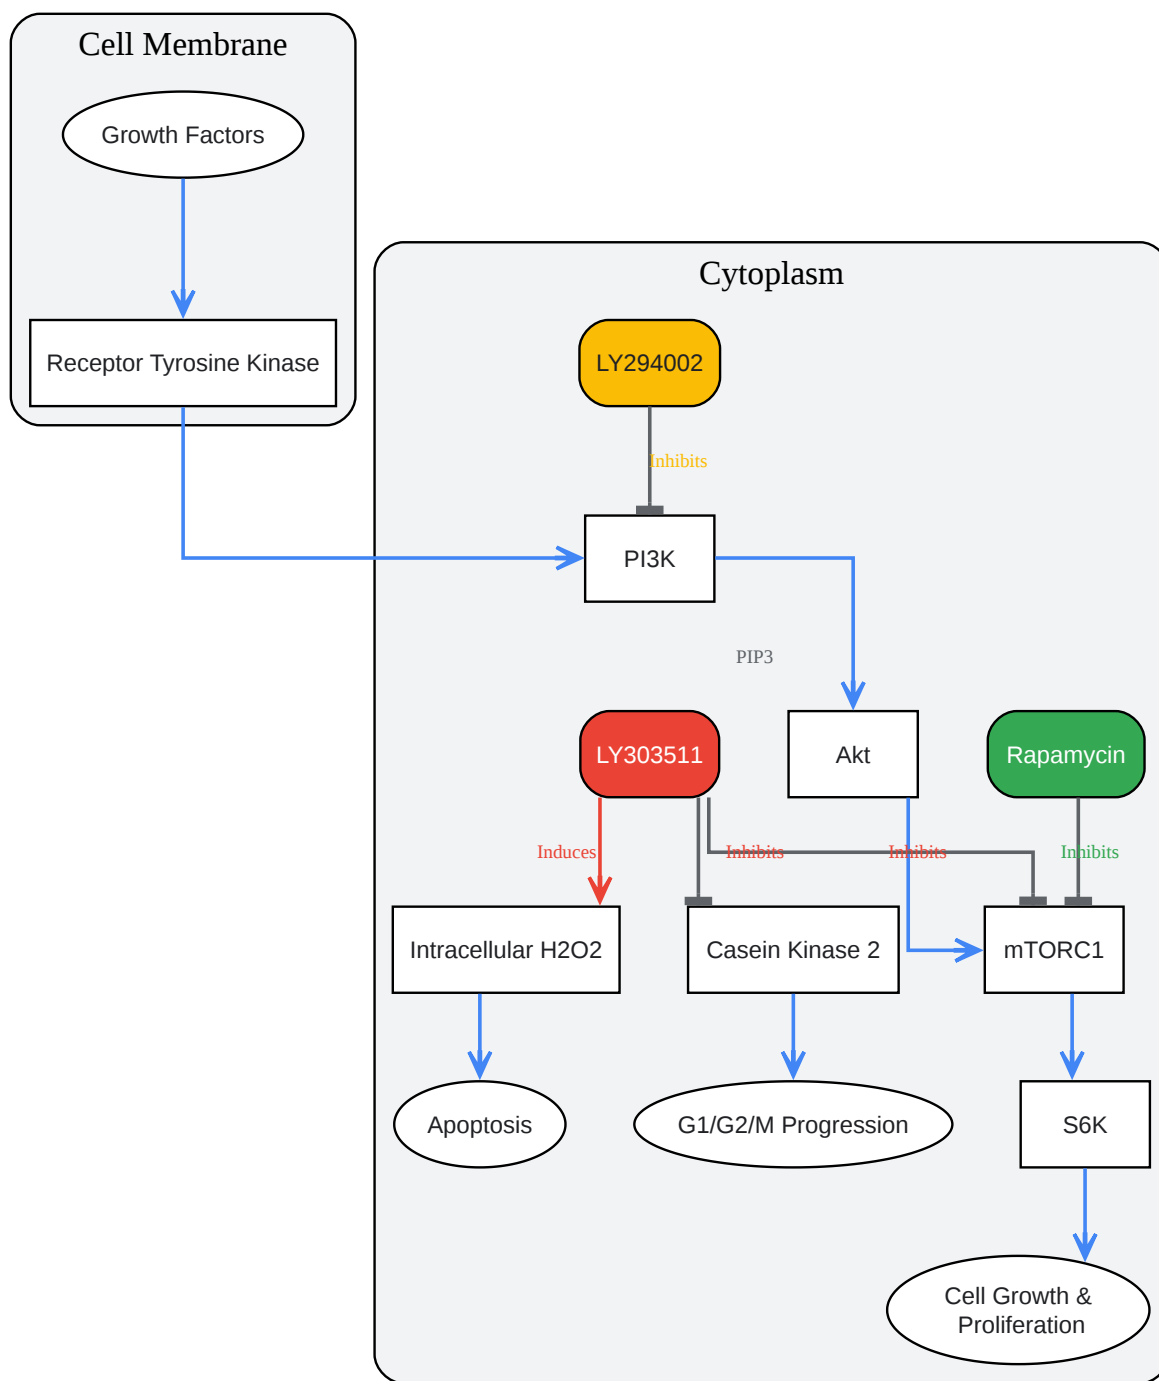 Cell Membrane
Growth Factors
Receptor Tyrosine Kinase
Cytoplasm
LY294002
Inhibits
PI3K
PIP3
LY303511
Akt
Rapamycin
Induces
Inhibits
Inhibits
Inhibits
Intracellular H2O2
Casein Kinase 2
mTORC1
Apoptosis
G1/G2/M Progression
S6K
Cell Growth &
Proliferation